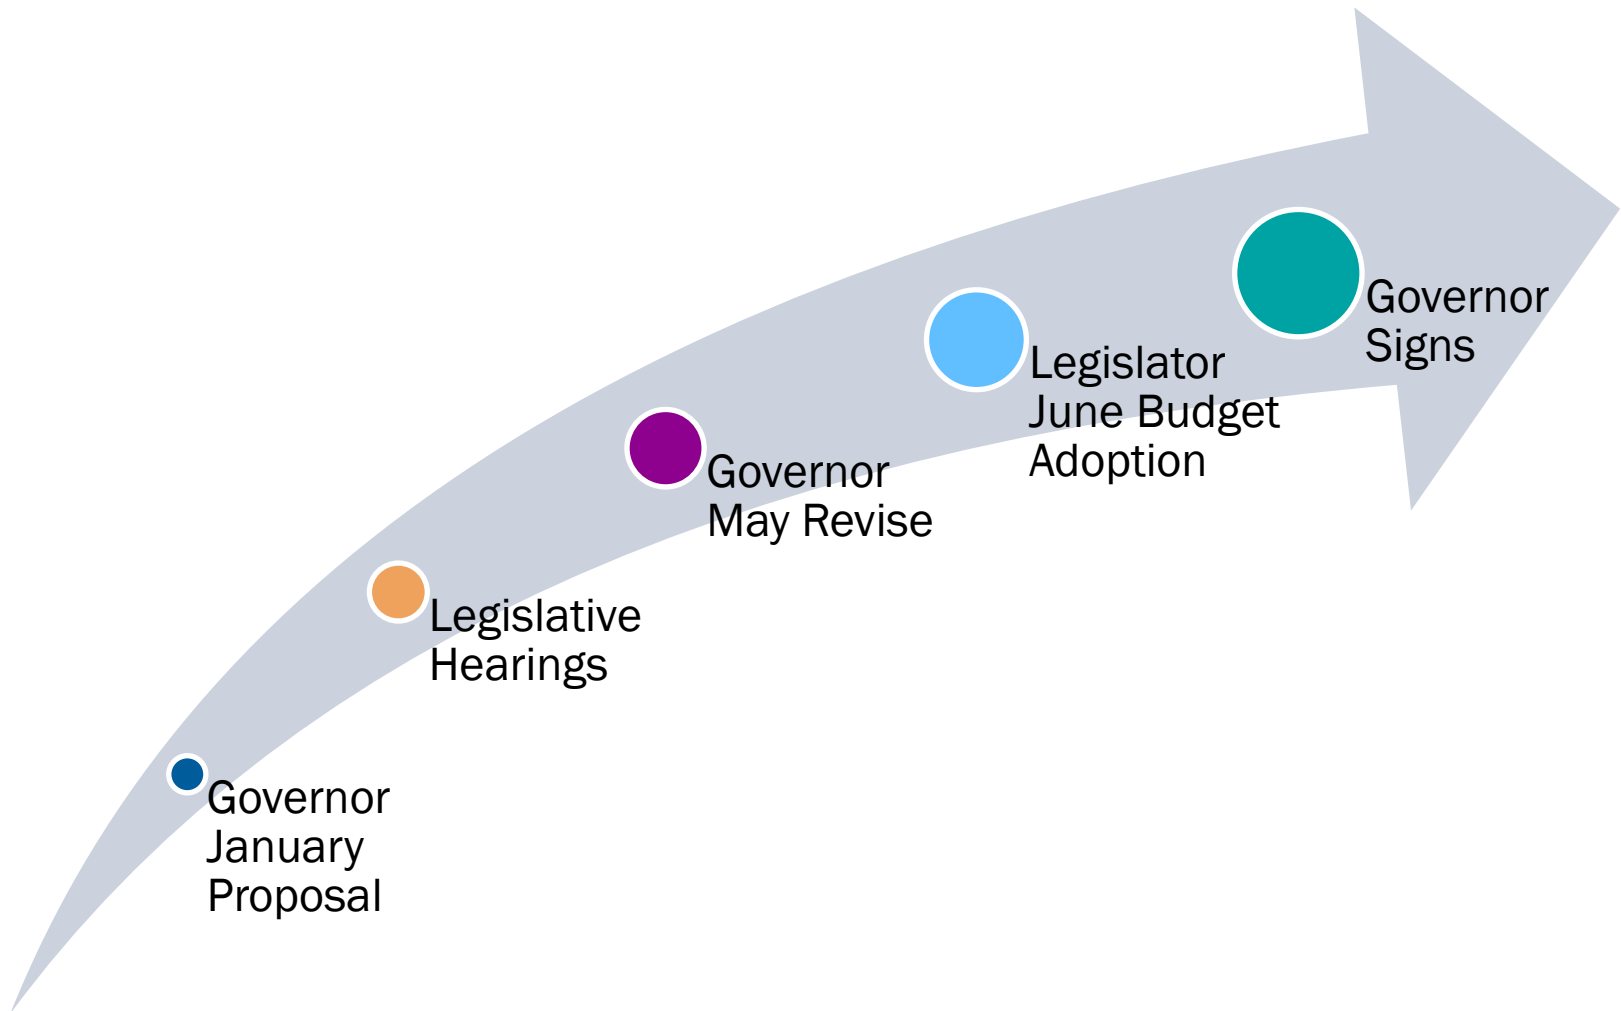 Governor
January
Proposal
Legislative
Hearings
Governor
May Revise
Legislator
June Budget
Adoption
Governor
Signs